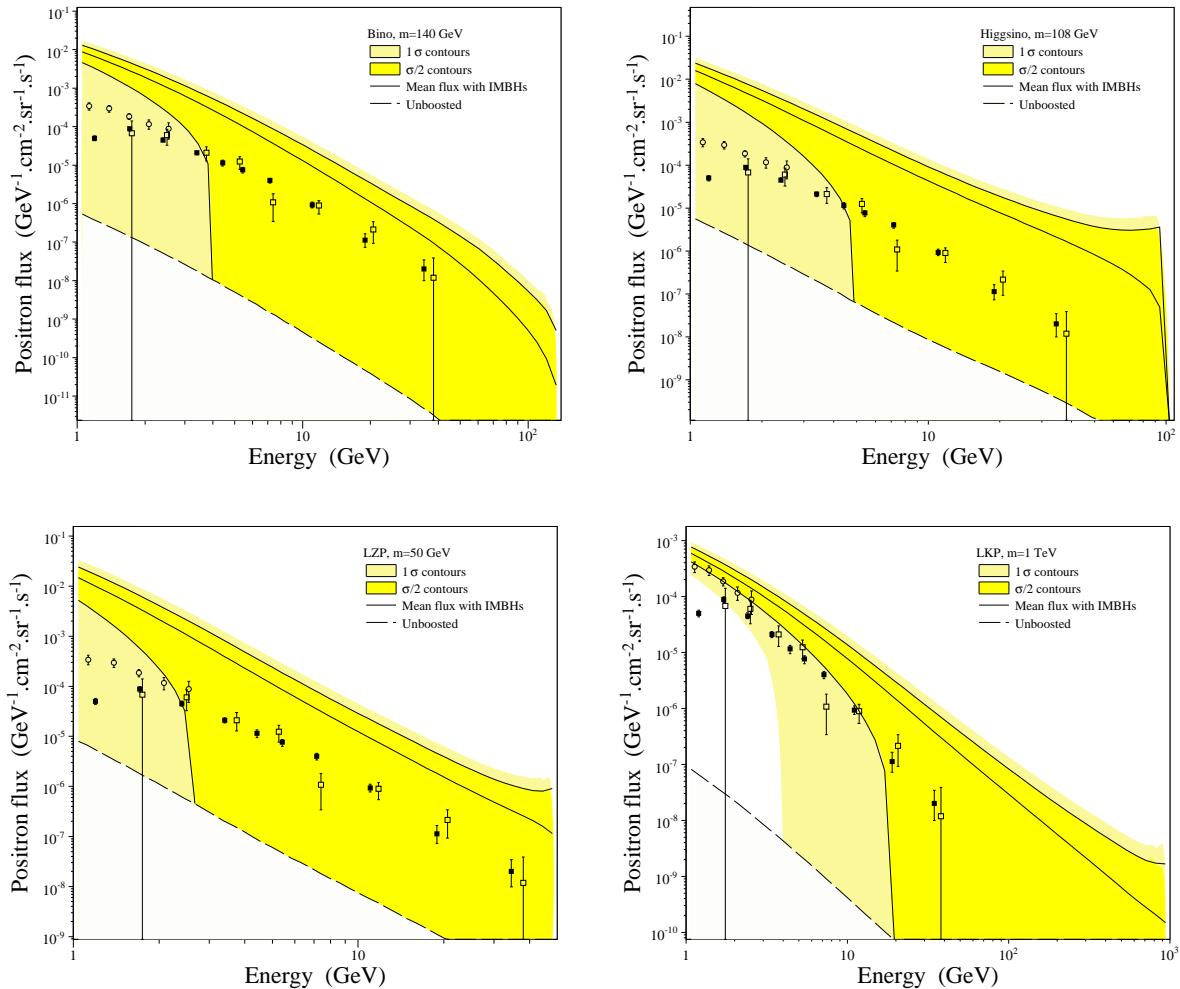 Bino, m=140 GeV
1 σ contours
σ/2 contours
Mean flux with IMBHs
Unboosted
Positron flux (GeV⁻¹.cm⁻².sr⁻¹.s⁻¹)
10⁻¹
10⁻²
10⁻³
10⁻⁴
10⁻⁵
10⁻⁶
10⁻⁷
10⁻⁸
10⁻⁹
10⁻¹⁰
10⁻¹¹
1 10 10²
Energy (GeV)
Higgsino, m=108 GeV
1 σ contours
σ/2 contours
Mean flux with IMBHs
Unboosted
Positron flux (GeV⁻¹.cm⁻².sr⁻¹.s⁻¹)
10⁻¹
10⁻²
10⁻³
10⁻⁴
10⁻⁵
10⁻⁶
10⁻⁷
10⁻⁸
10⁻⁹
1 10 10²
Energy (GeV)
LZP, m=50 GeV
1 σ contours
σ/2 contours
Mean flux with IMBHs
Unboosted
Positron flux (GeV⁻¹.cm⁻².sr⁻¹.s⁻¹)
10⁻¹
10⁻²
10⁻³
10⁻⁴
10⁻⁵
10⁻⁶
10⁻⁷
10⁻⁸
10⁻⁹
1 10
Energy (GeV)
LKP, m=1 TeV
1 σ contours
σ/2 contours
Mean flux with IMBHs
Unboosted
Positron flux (GeV⁻¹.cm⁻².sr⁻¹.s⁻¹)
10⁻³
10⁻⁴
10⁻⁵
10⁻⁶
10⁻⁷
10⁻⁸
10⁻⁹
10⁻¹⁰
1 10 10² 10³
Energy (GeV)